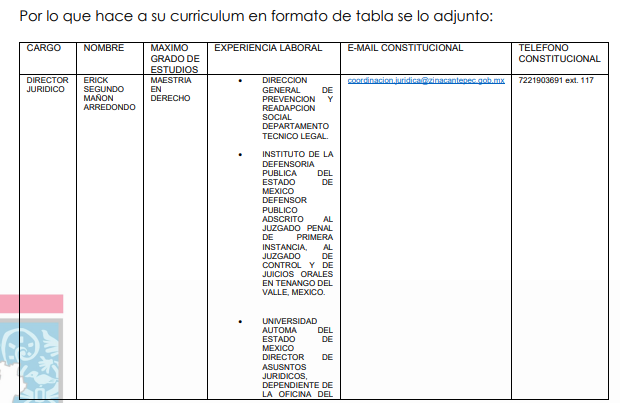 Por lo que hace a su curriculum en formato de tabla se lo adjunto:
CARGO
NOMBRE
MAXIMO
GRADO DE
ESTUDIOS
EXPERIENCIA LABORAL
E-MAIL CONSTITUCIONAL
TELEFONO
CONSTITUCIONAL
DIRECTOR
JURIDICO
ERICK
SEGUNDO
MAÑON
ARREDONDO
MAESTRIA
EN
DERECHO
• DIRECCION
GENERAL DE
PREVENCION Y
READAPCION
SOCIAL
DEPARTAMENTO
TECNICO LEGAL.
• INSTITUTO DE LA
DEFENSORIA
PUBLICA DEL
ESTADO DE
MEXICO
DEFENSOR
PUBLICO
ADSCRITO AL
JUZGADO PENAL
DE PRIMERA
INSTANCIA, AL
JUZGADO DE
CONTROL Y DE
JUICIOS ORALES
EN TENANGO DEL
VALLE, MEXICO.
• UNIVERSIDAD
AUTOMA DEL
ESTADO DE
MEXICO
DIRECTOR DE
ASUSNTOS
JURIDICOS,
DEPENDIENTE DE
LA OFICINA DEL
coordinacion.juridica@zinacantepec.gob.mx
7221903691 ext. 117